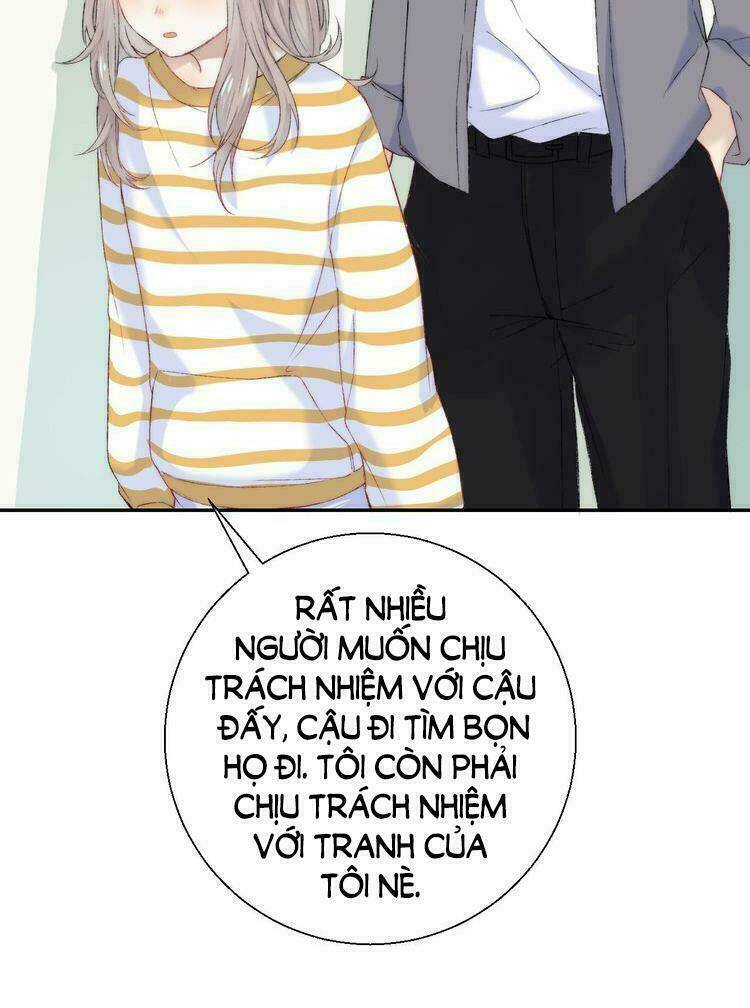 RẤT NHIỀU
NGƯỜI MUỐN CHỊU
TRÁCH NHIỆM VỚI CẬU
ĐẤY, CẬU ĐI TÌM BỌN
HỌ ĐI. TÔI CÒN PHẢI
CHỊU TRÁCH NHIỆM
VỚI TRANH CỦA
TÔI NÈ.